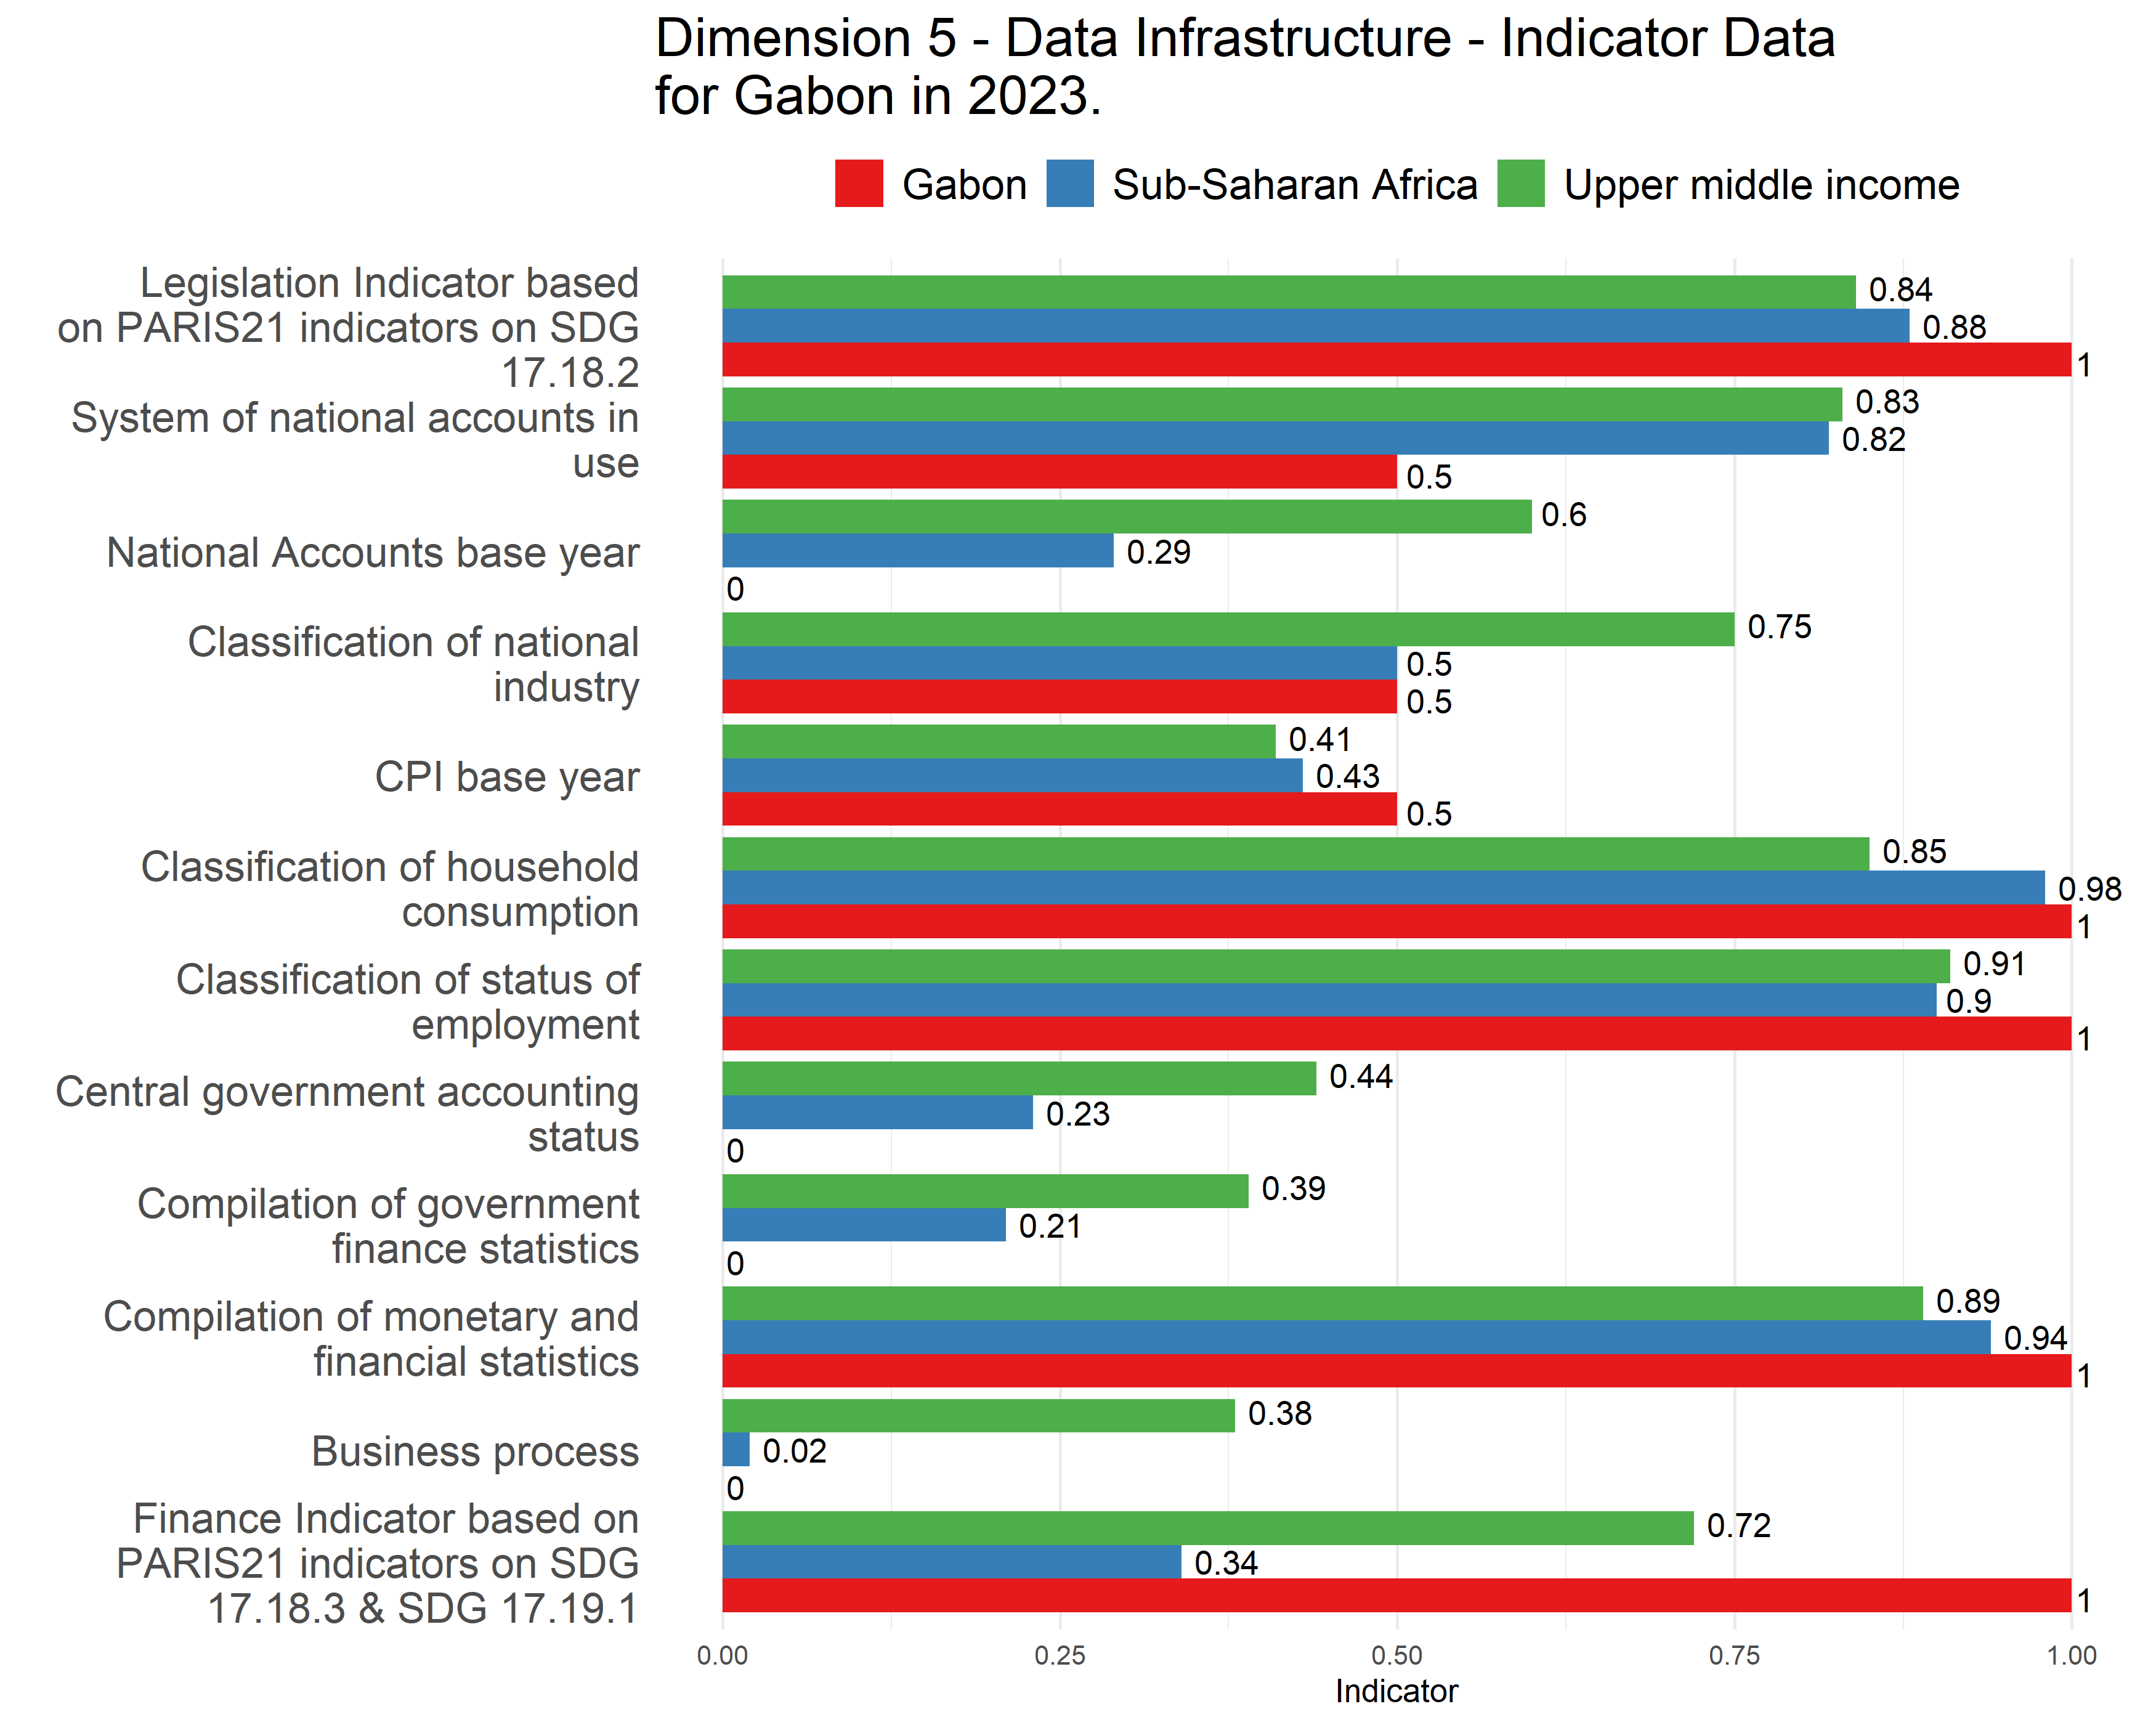 Dimension 5 - Data Infrastructure - Indicator Data
for Gabon in 2023.
Gabon Sub-Saharan Africa Upper middle income
Legislation Indicator based
on PARIS21 indicators on SDG
17.18.2
0.84
0.88
1
System of national accounts in
use
0.83
0.82
0.5
National Accounts base year
0.6
0.29
0
Classification of national
industry
0.75
0.5
0.5
CPI base year
0.41
0.43
0.5
Classification of household
consumption
0.85
0.98
1
Classification of status of
employment
0.91
0.9
1
Central government accounting
status
0.44
0.23
0
Compilation of government
finance statistics
0.39
0.21
0
Compilation of monetary and
financial statistics
0.89
0.94
1
Business process
0.38
0.02
0
Finance Indicator based on
PARIS21 indicators on SDG
17.18.3 & SDG 17.19.1
0.72
0.34
1
0.00 0.25 0.50 0.75 1.00
Indicator